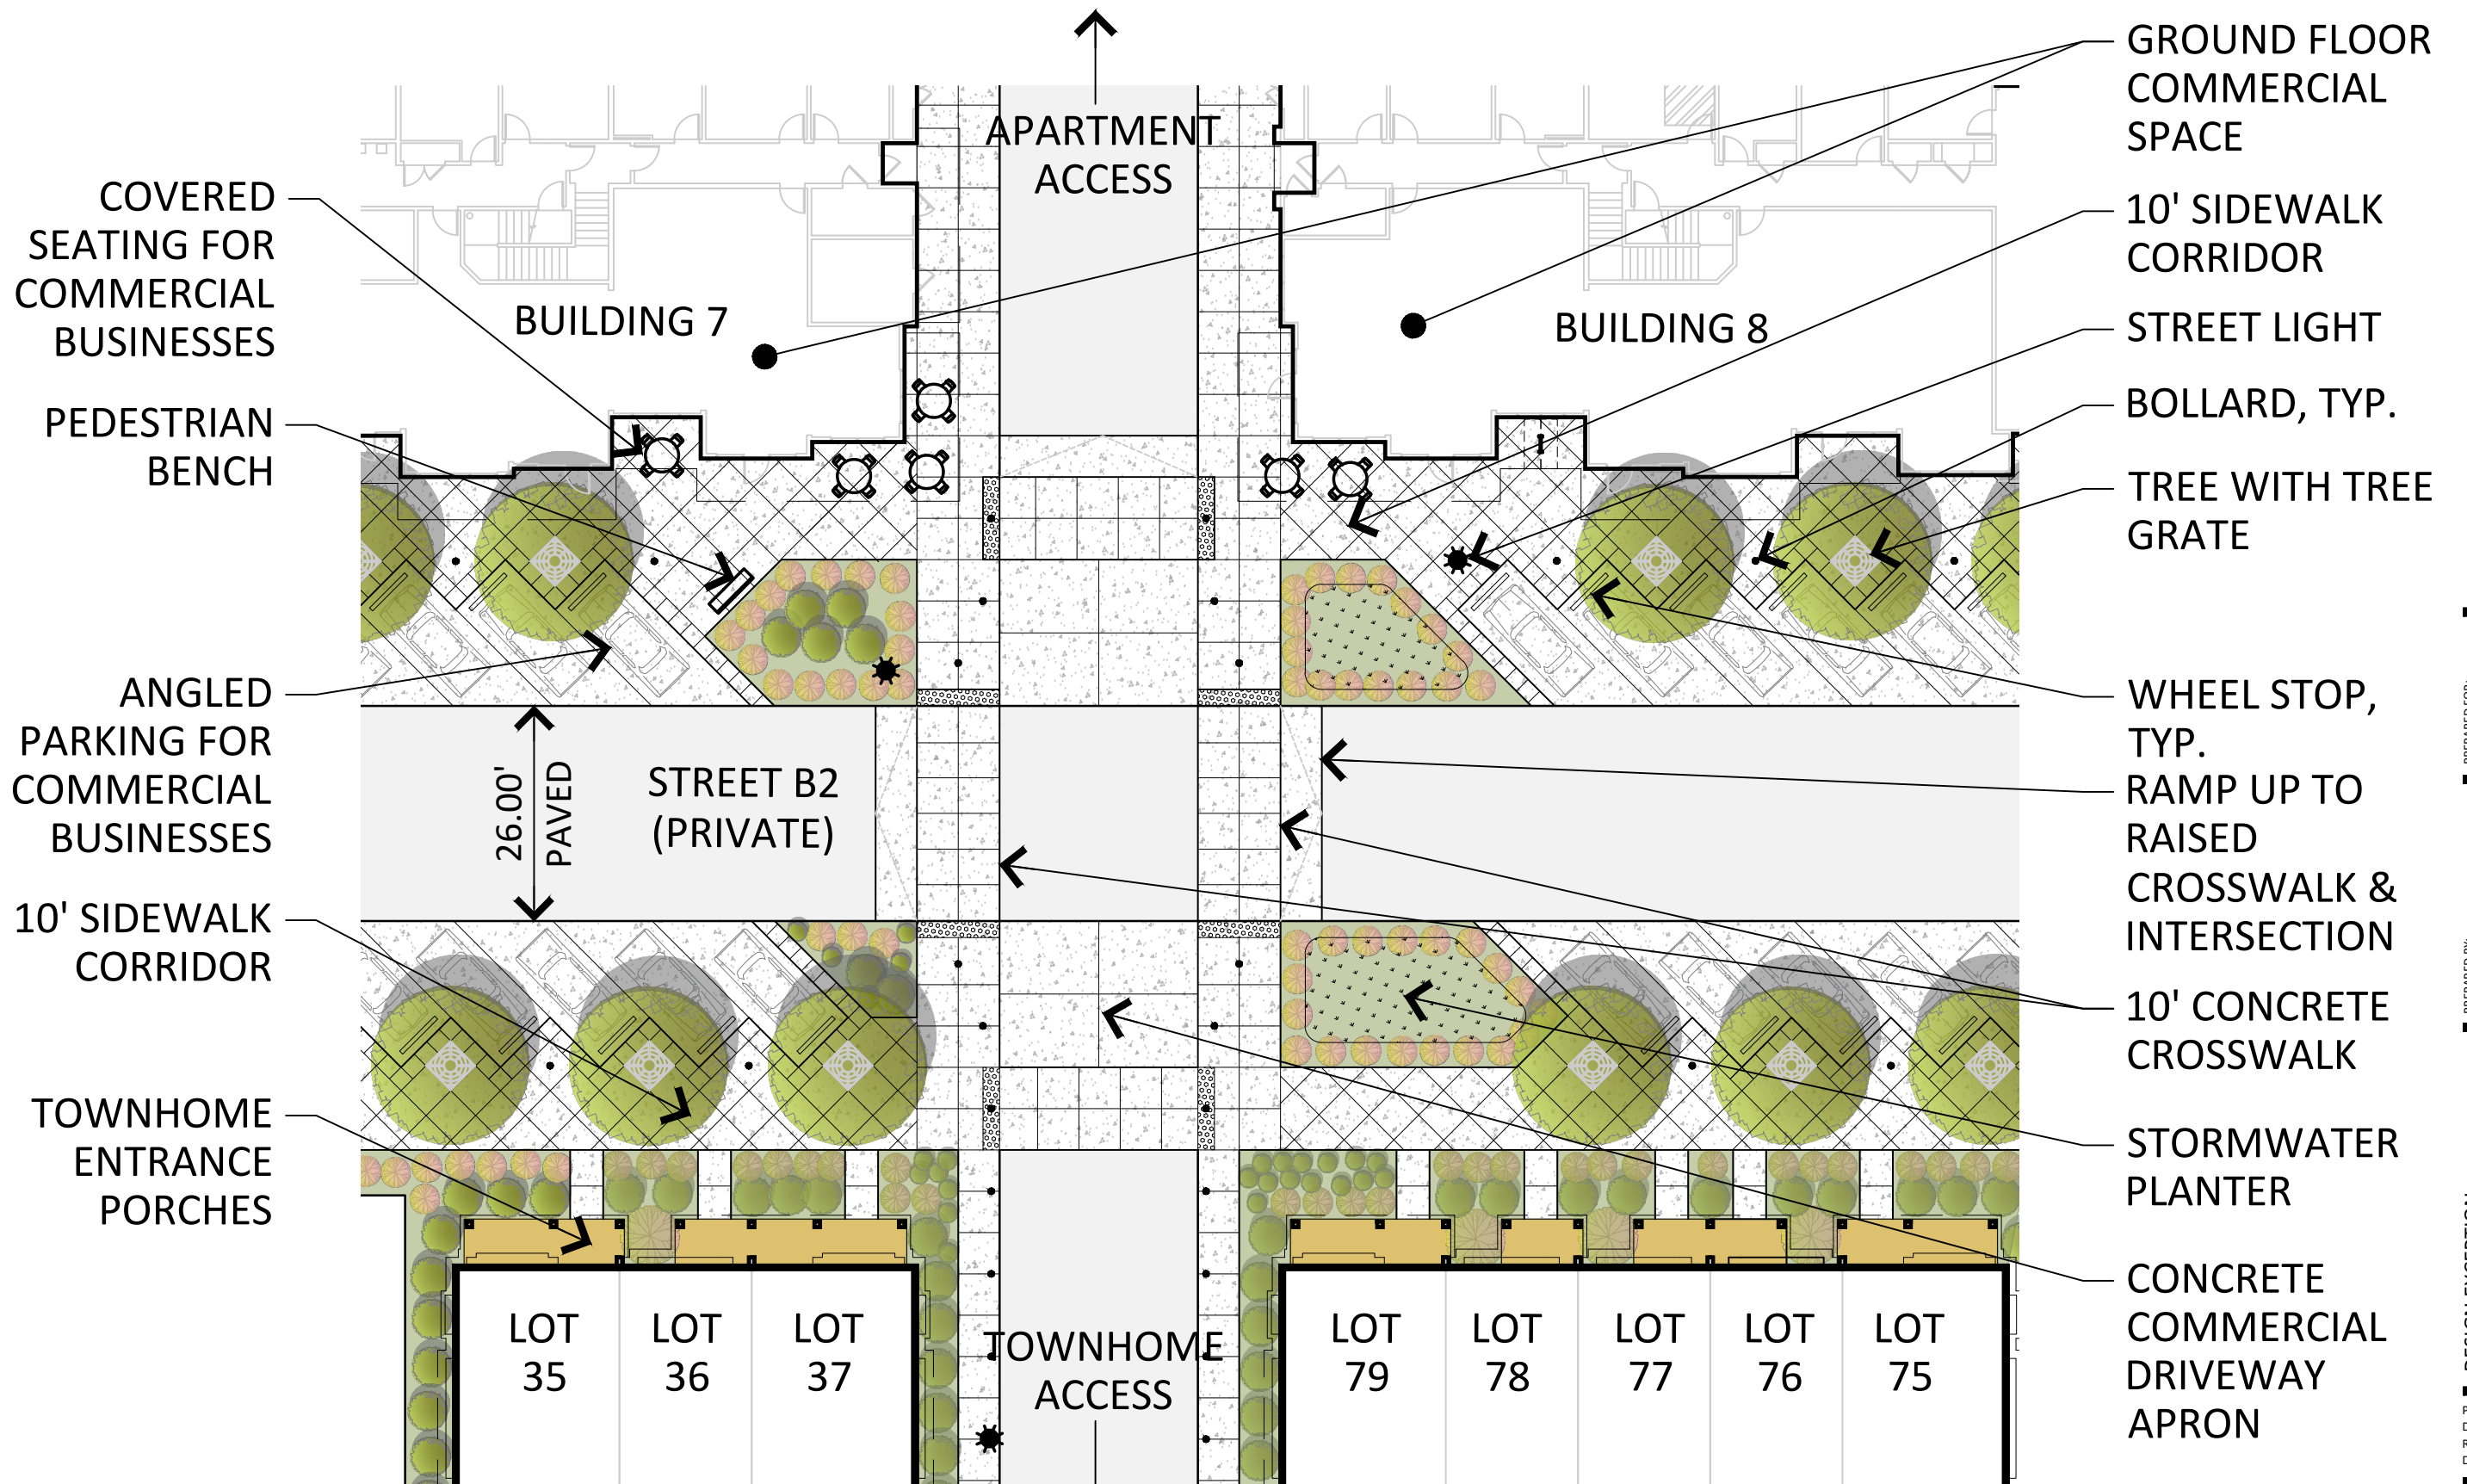 COVERED
SEATING FOR
COMMERCIAL
BUSINESSES
PEDESTRIAN
BENCH
ANGLED
PARKING FOR
COMMERCIAL
BUSINESSES
10' SIDEWALK
CORRIDOR
TOWNHOME
ENTRANCE
PORCHES
APARTMENT
ACCESS
BUILDING 7
BUILDING 8
26.00'
PAVED
STREET B2
(PRIVATE)
LOT
35
LOT
36
LOT
37
TOWNHOME
ACCESS
LOT
79
LOT
78
LOT
77
LOT
76
LOT
75
GROUND FLOOR
COMMERCIAL
SPACE
10' SIDEWALK
CORRIDOR
STREET LIGHT
BOLLARD, TYP.
TREE WITH TREE
GRATE
WHEEL STOP,
TYP.
RAMP UP TO
RAISED
CROSSWALK &
INTERSECTION
10' CONCRETE
CROSSWALK
STORMWATER
PLANTER
CONCRETE
COMMERCIAL
DRIVEWAY
APRON